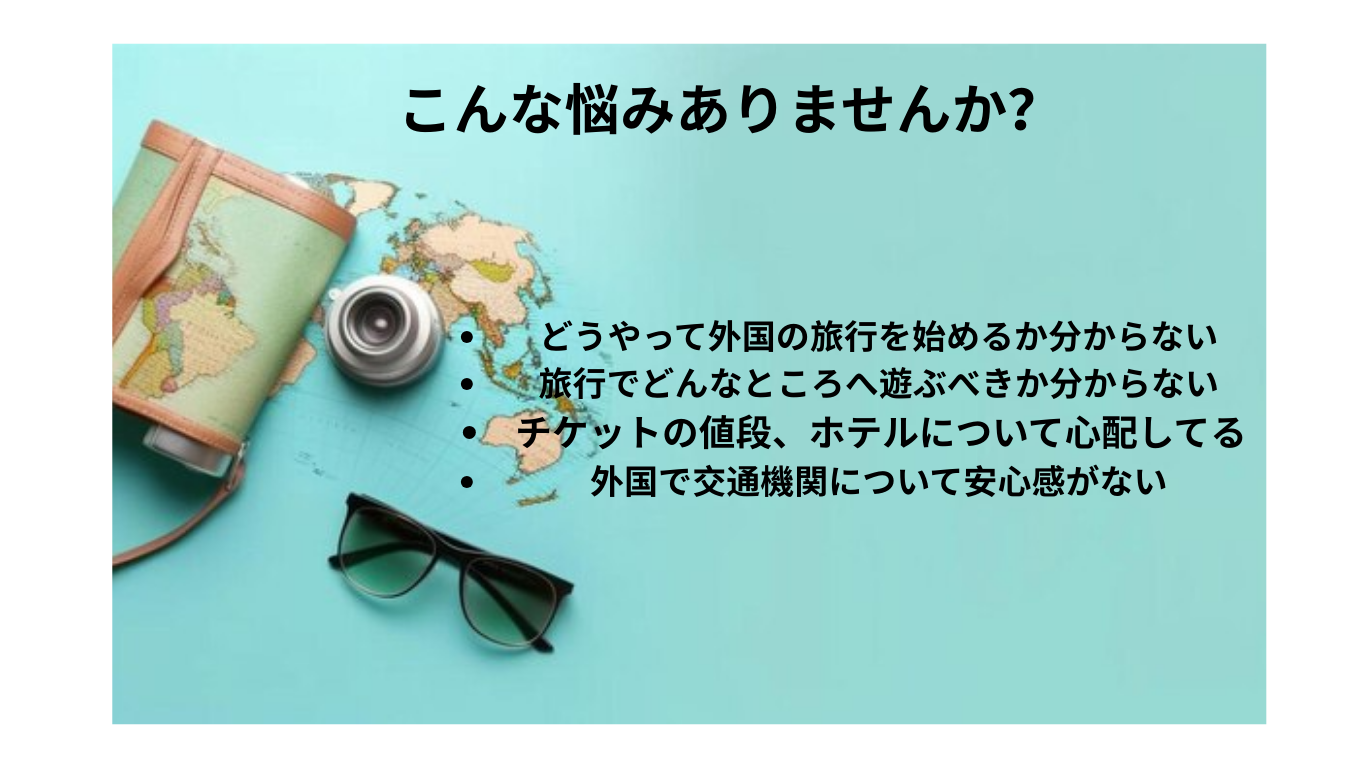 こんな悩みありませんか?
• どうやって外国の旅行を始めるか分からない
• 旅行でどんなところへ遊ぶべきか分からない
• チケットの値段、ホテルについて心配してる
• 外国で交通機関について安心感がない